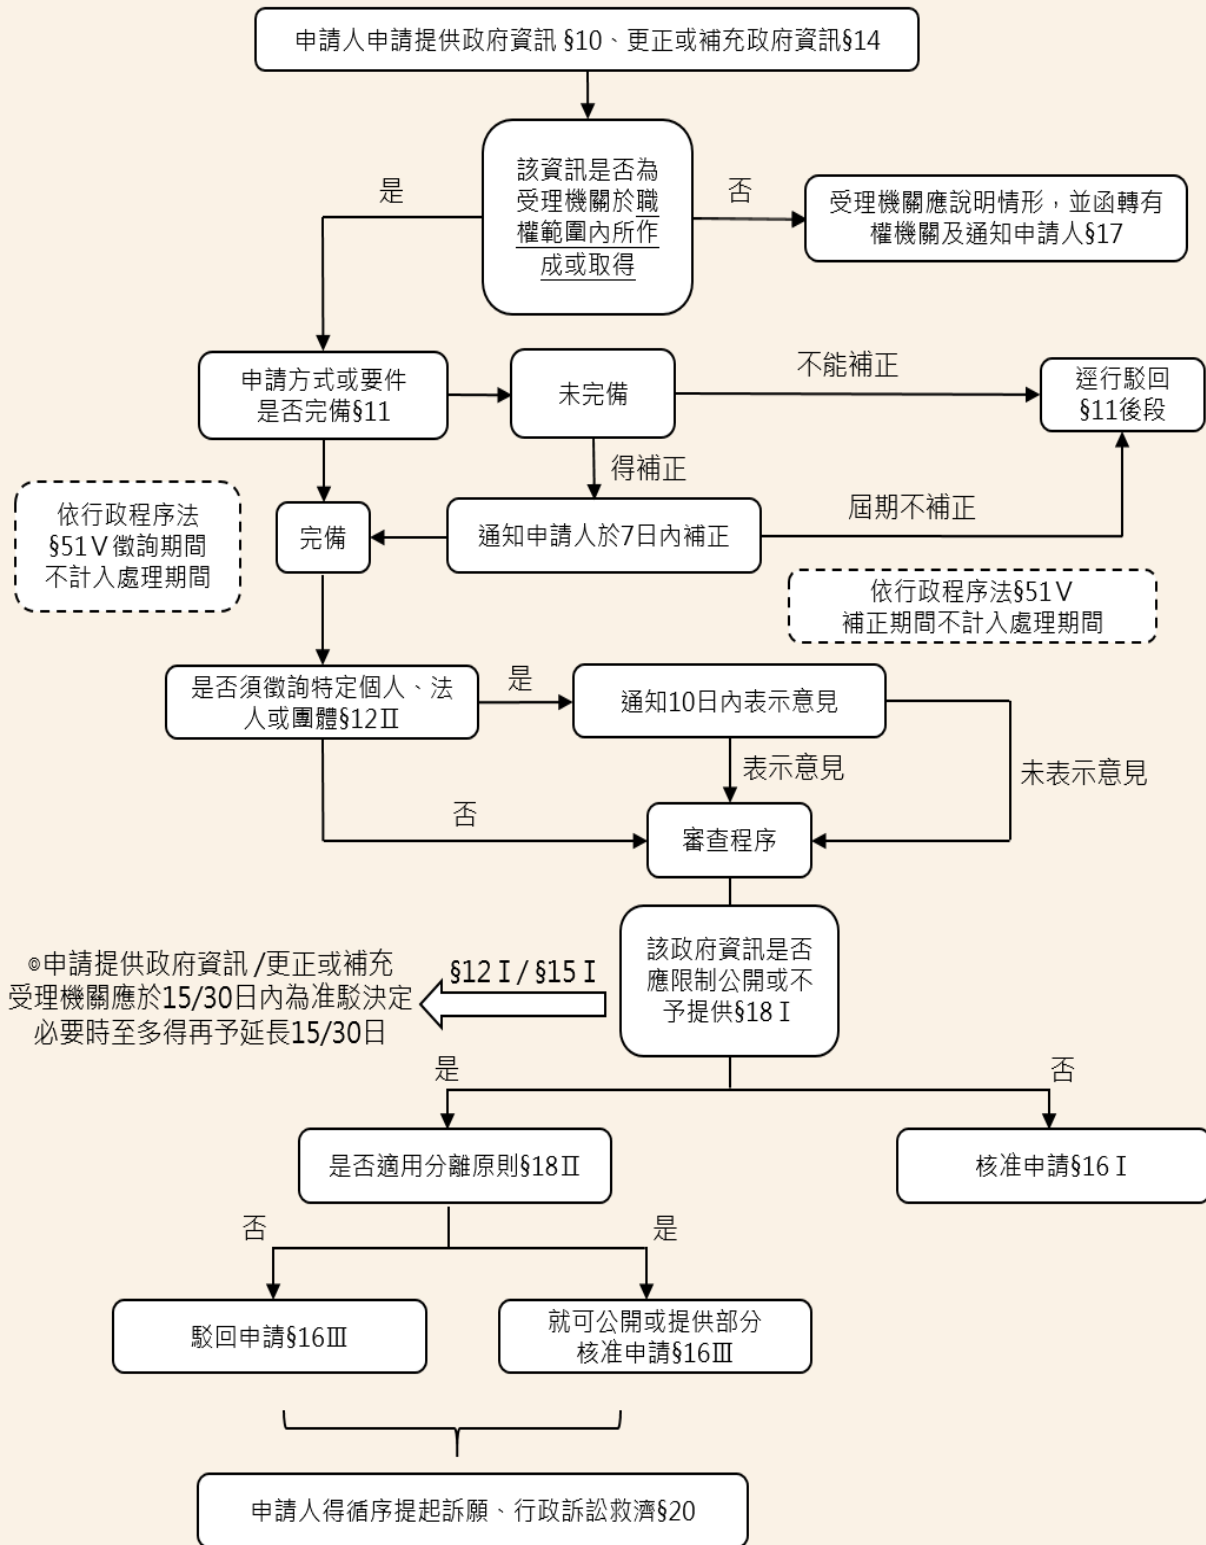 申請人申請提供政府資訊 §10、更正或補充政府資訊§14
該資訊是否為
受理機關於職
權範圍內所作
成或取得
是
否
受理機關應說明情形，並函轉有
權機關及通知申請人§17
申請方式或要件
是否完備§11
未完備
不能補正
逕行駁回
§11後段
得補正
依行政程序法
§51Ⅴ徵詢期間
不計入處理期間
完備
通知申請人於7日內補正
屆期不補正
依行政程序法§51Ⅴ
補正期間不計入處理期間
是否須徵詢特定個人、法
人或團體§12Ⅱ
是
通知10日內表示意見
表示意見
未表示意見
否
審查程序
該政府資訊是否
應限制公開或不
予提供§18Ⅰ
§12Ⅰ/ §15Ⅰ
◎申請提供政府資訊 /更正或補充
受理機關應於15/30日內為准駁決定
必要時至多得再予延長15/30日
是
否
是否適用分離原則§18Ⅱ
核准申請§16Ⅰ
否
是
駁回申請§16Ⅲ
就可公開或提供部分
核准申請§16Ⅲ
申請人得循序提起訴願、行政訴訟救濟§20